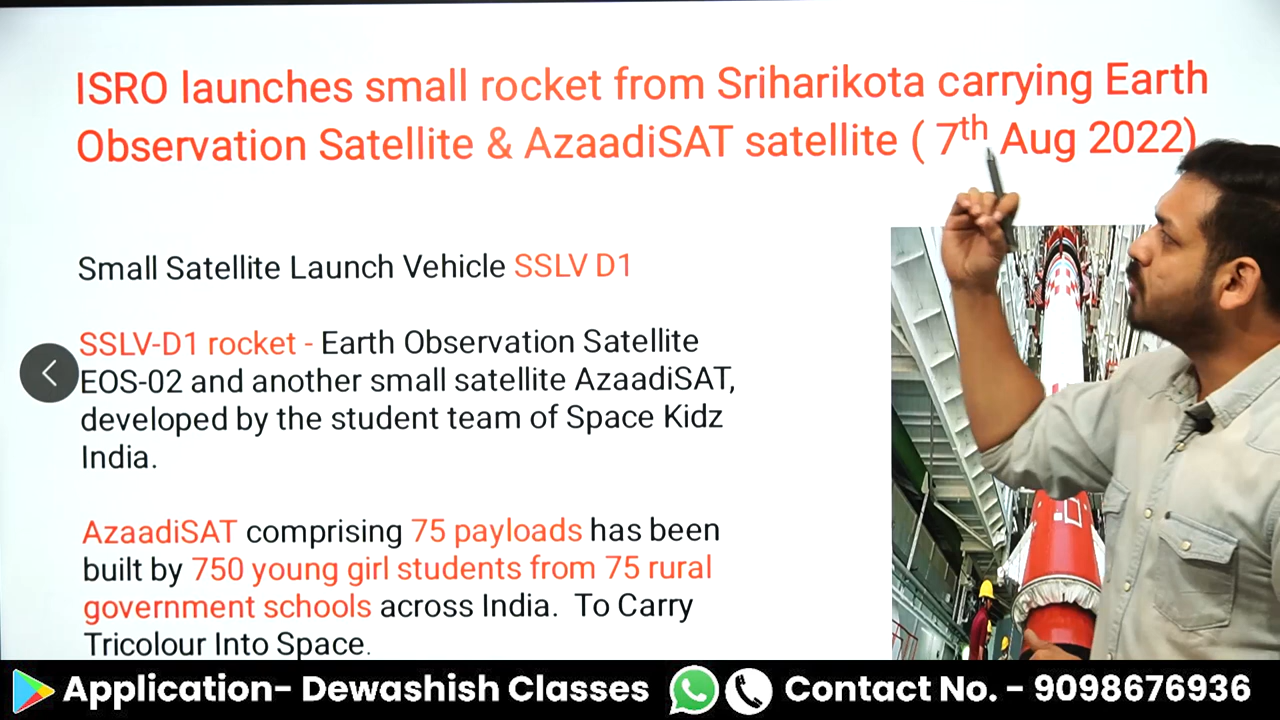 ISRO launches small rocket from Sriharikota carrying Earth
Observation Satellite & AzaadiSAT satellite ( 7th Aug 2022)
Small Satellite Launch Vehicle SSLV D1
SSLV-D1 rocket - Earth Observation Satellite
EOS-02 and another small satellite AzaadiSAT,
developed by the student team of Space Kidz
India.
AzaadiSAT comprising 75 payloads has been
built by 750 young girl students from 75 rural
government schools across India. To Carry
Tricolour Into Space.
Application- Dewashish Classes Contact No. - 9098676936